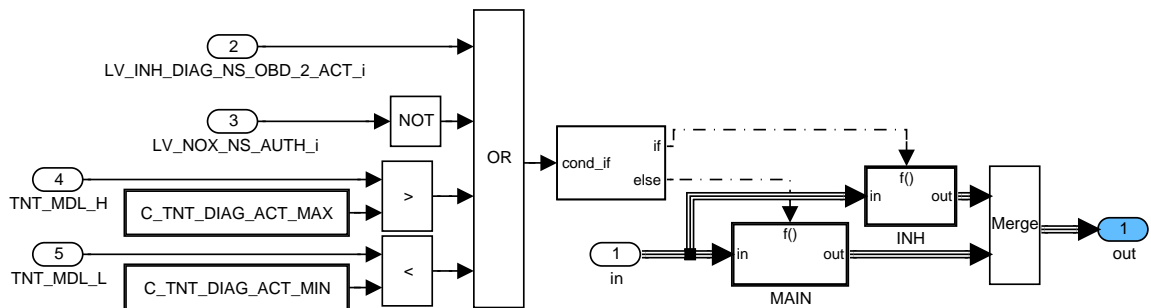 2
LV_INH_DIAG_NS_OBD_2_ACT_i
3
NOT
LV_NOX_NS_AUTH_i
OR
cond_if
if
else
4
TNT_MDL_H
>
C_TNT_DIAG_ACT_MAX
5
TNT_MDL_L
<
C_TNT_DIAG_ACT_MIN
f()
in
out
INH
1
in
f()
in
out
MAIN
Merge
1
out